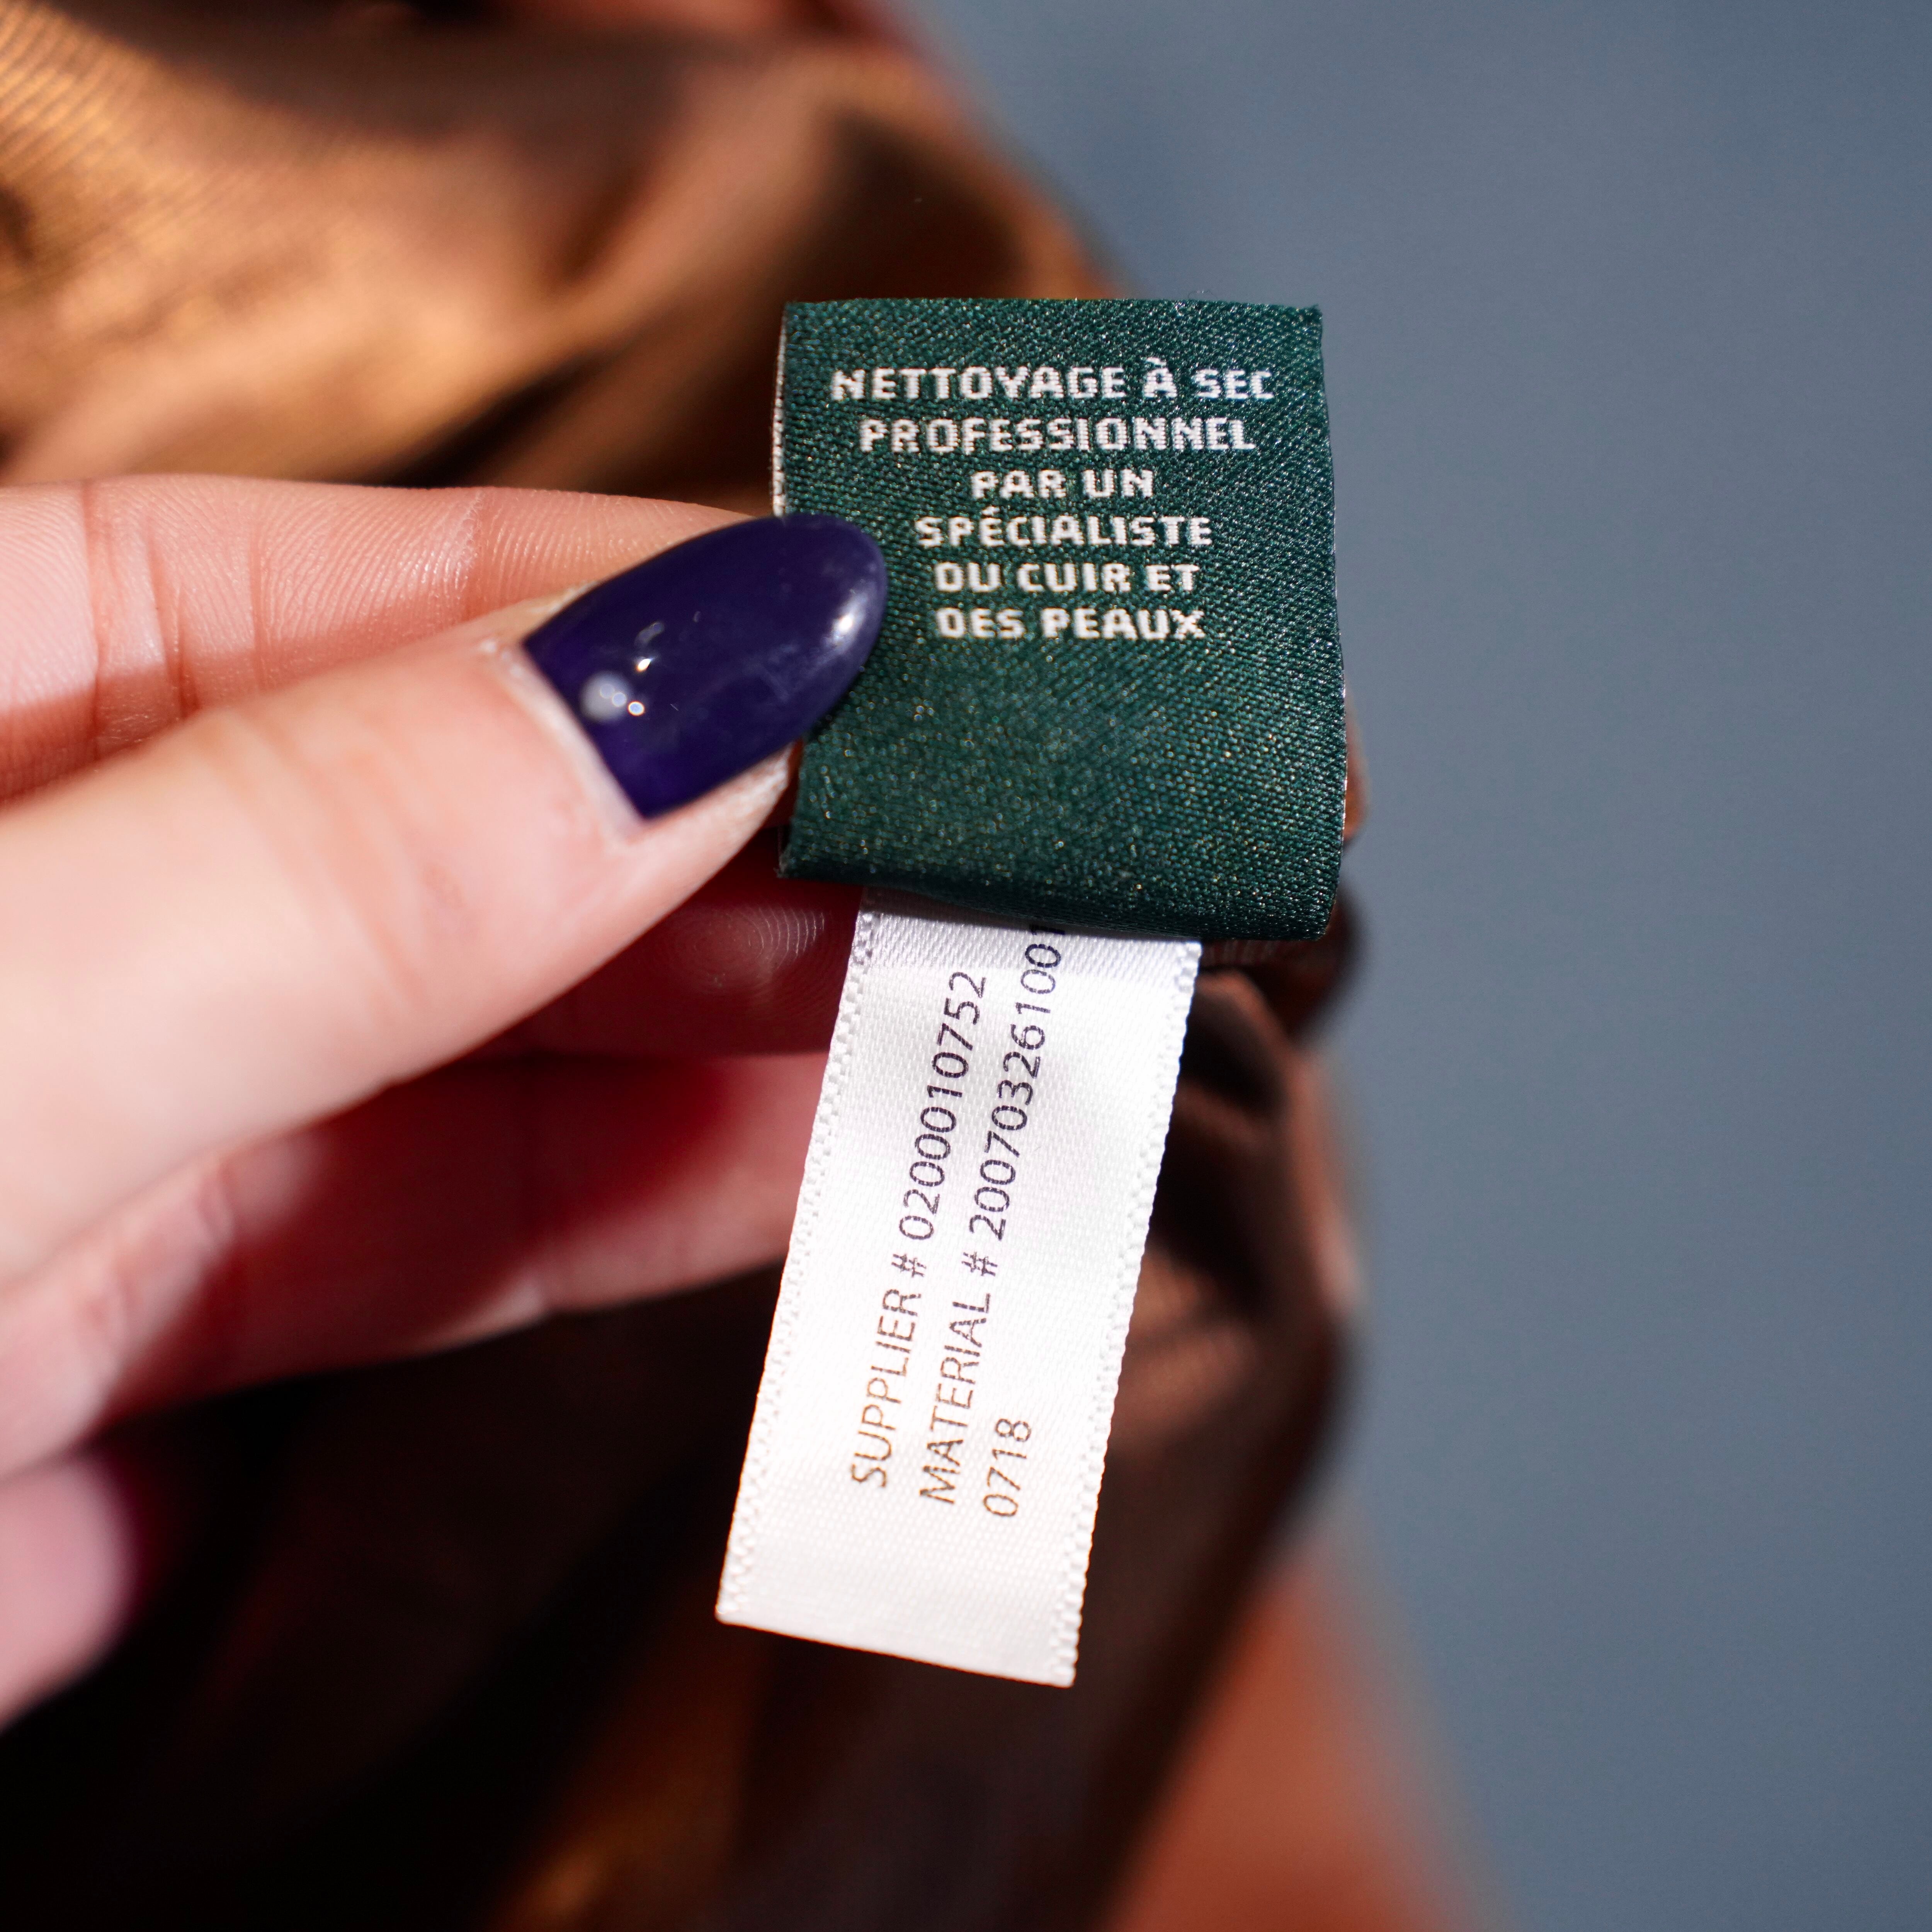 NETTOYAGE À SEC
PROFESSIONNEL
PAR UN
SPÉCIALISTE
DU CUIR ET
DES PEAUX
SUPPLIER # 0200010752
MATERIAL # 200703261001
0718